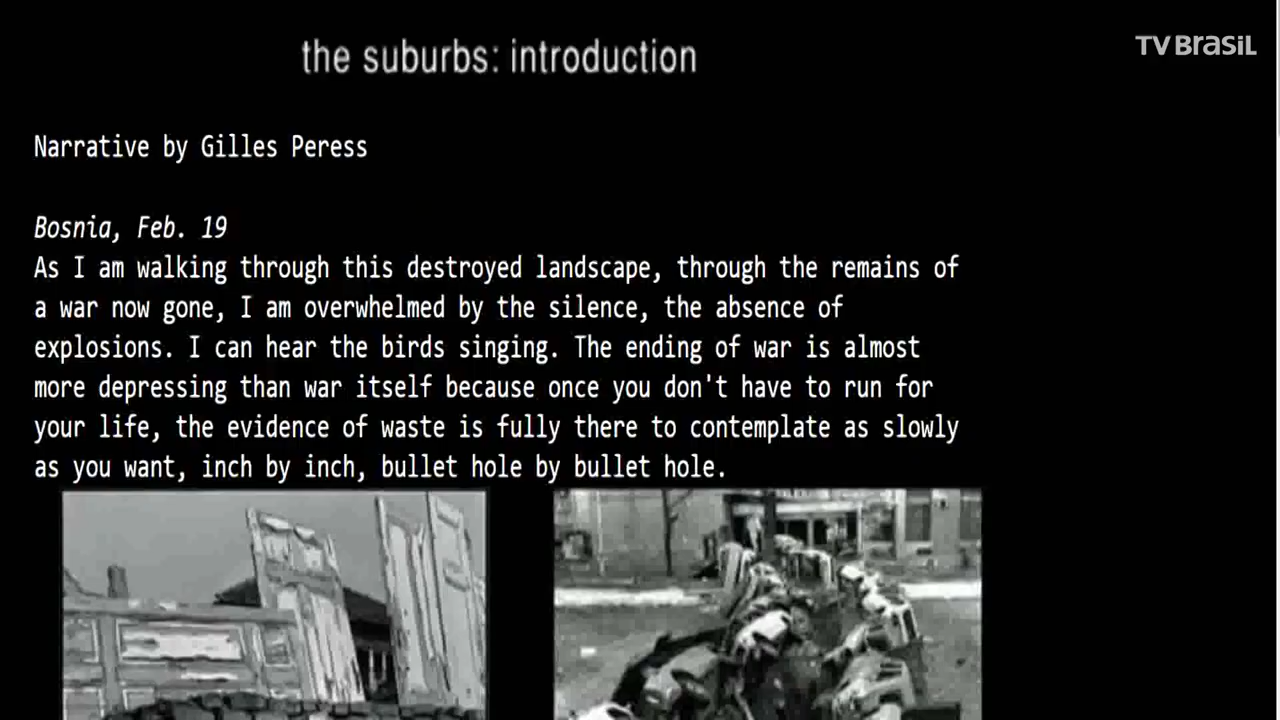 the suburbs: introduction
TV BRASIL
Narrative by Gilles Peress
Bosnia, Feb. 19
As I am walking through this destroyed landscape, through the remains of
a war now gone, I am overwhelmed by the silence, the absence of
explosions. I can hear the birds singing. The ending of war is almost
more depressing than war itself because once you don't have to run for
your life, the evidence of waste is fully there to contemplate as slowly
as you want, inch by inch, bullet hole by bullet hole.